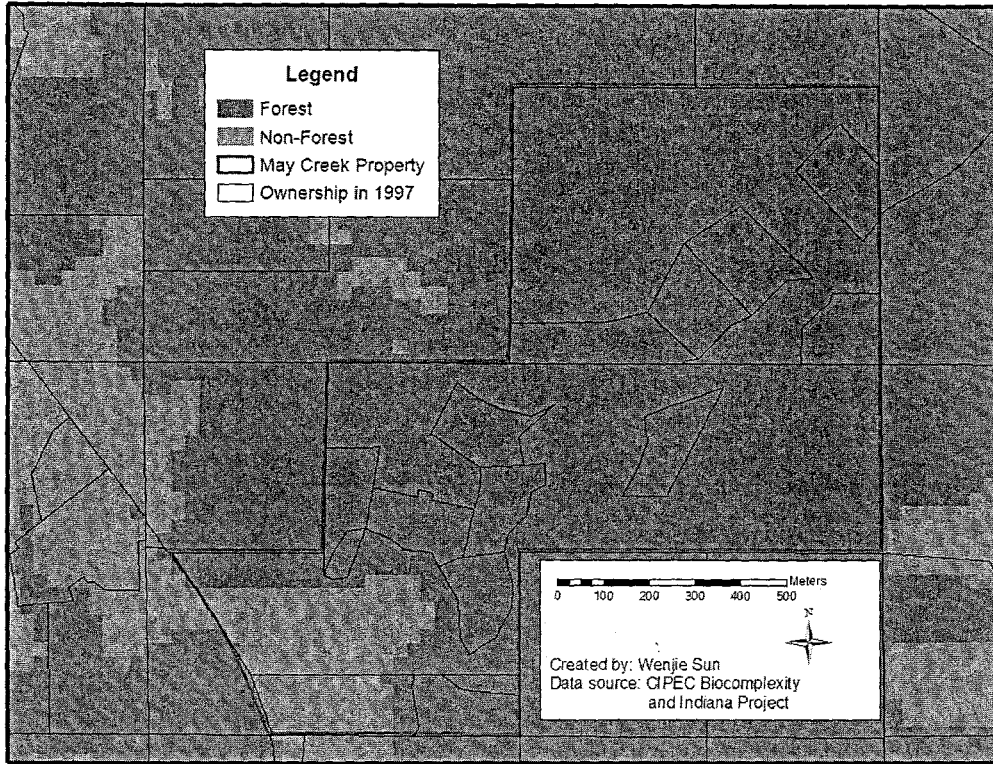 Legend
Forest
Non-Forest
May Creek Property
Ownership in 1997
Meters
0 100 200 300 400 500
N
Created by: Wenjie Sun
Data source: CIPEC Biocomplexity
and Indiana Project